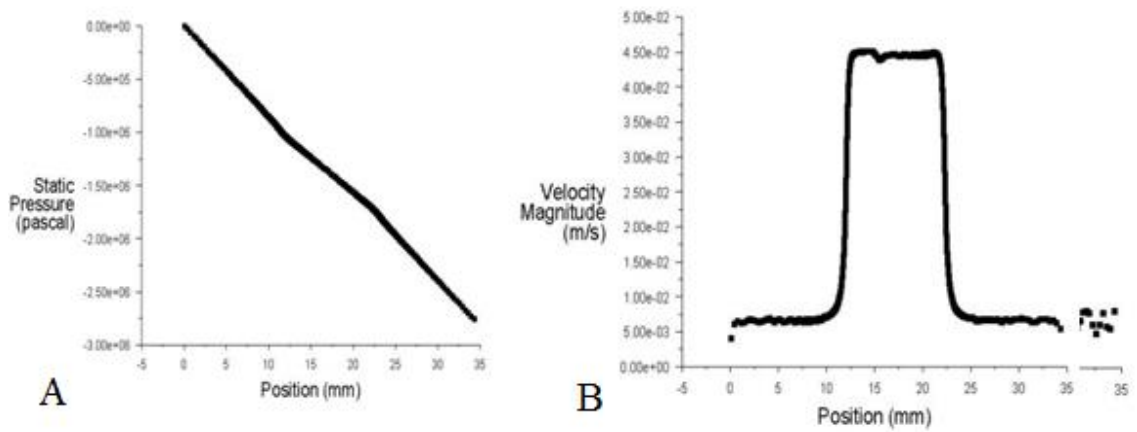 0.00e+00
-5.00e+05
-1.00e+06
-1.50e+06
-2.00e+06
-2.50e+06
-3.00e+06
Static
Pressure
(pascal)
-5 0 5 10 15 20 25 30 35
Position (mm)
A
5.00e-02
4.50e-02
4.00e-02
3.50e-02
3.00e-02
2.50e-02
2.00e-02
1.50e-02
1.00e-02
5.00e-03
0.00e+00
Velocity
Magnitude
(m/s)
-5 0 5 10 15 20 25 30 35 35
Position (mm)
B